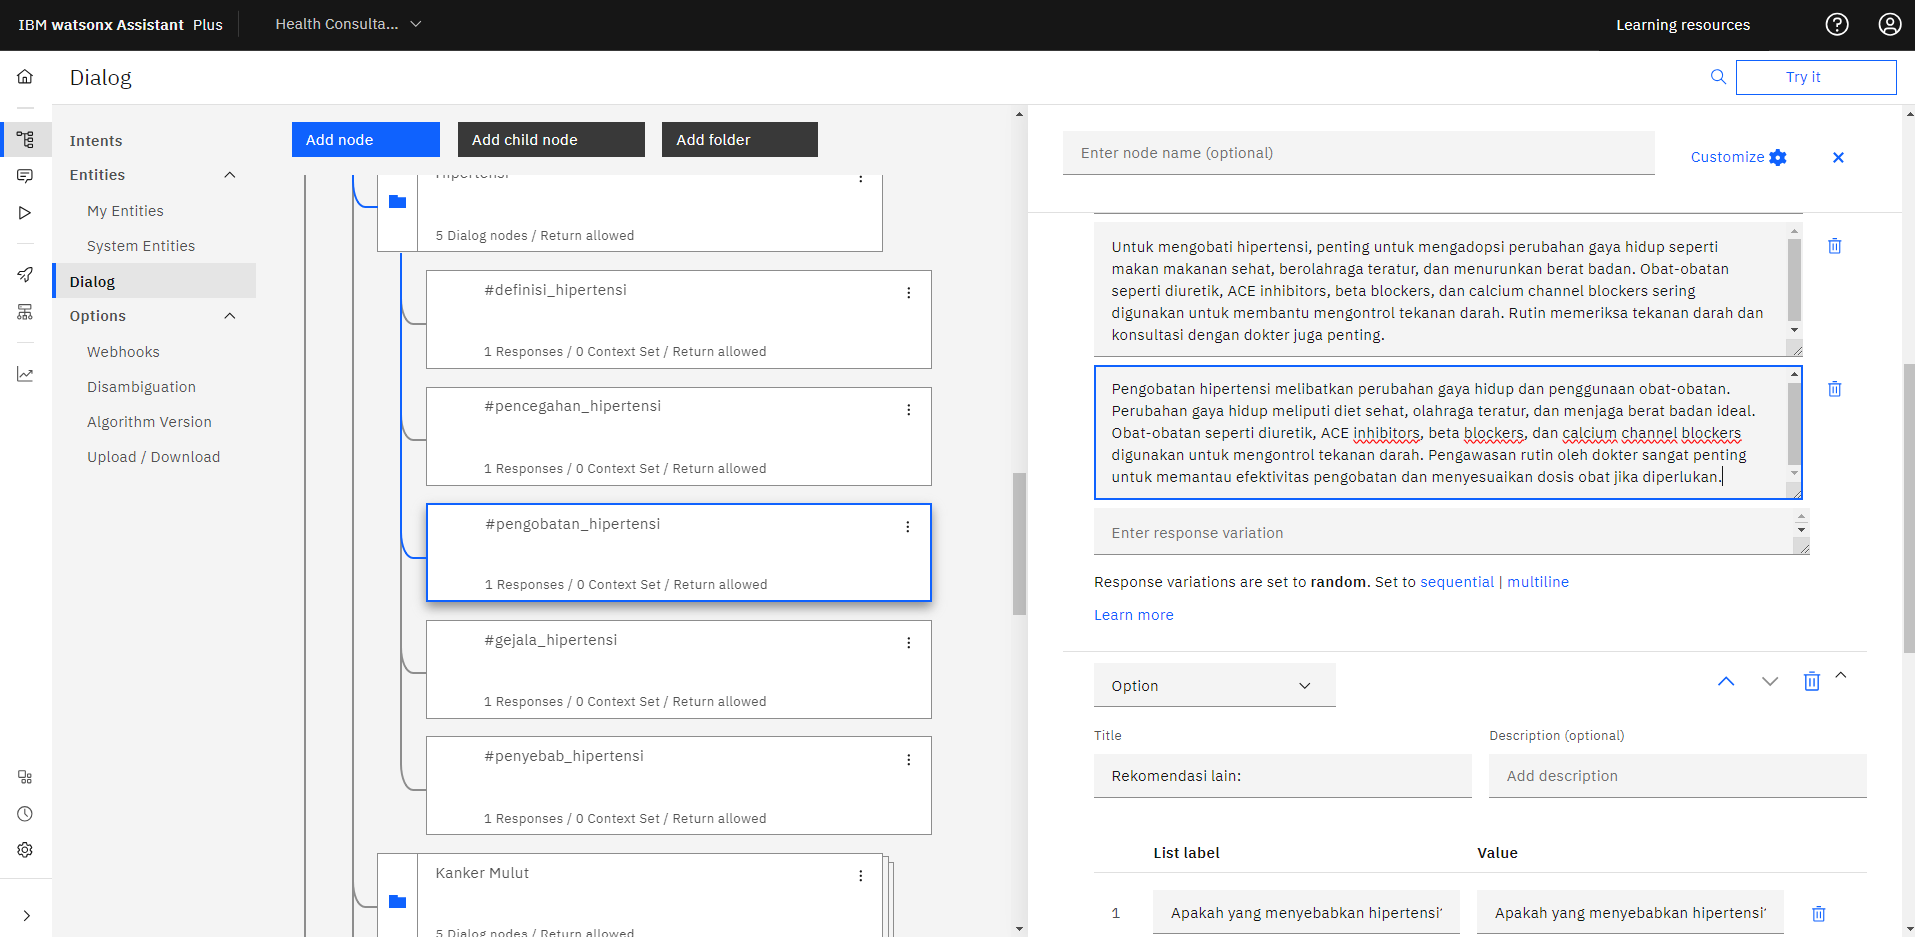 IBM watsonx Assistant Plus
Health Consulta...
Learning resources
Dialog
Try it
Intents
Entities
My Entities
System Entities
Dialog
Options
Webhooks
Disambiguation
Algorithm Version
Upload / Download
Add node
Add child node
Add folder
Hipertensi
5 Dialog nodes / Return allowed
#definisi_hipertensi
1 Responses / 0 Context Set / Return allowed
#pencegahan_hipertensi
1 Responses / 0 Context Set / Return allowed
#pengobatan_hipertensi
1 Responses / 0 Context Set / Return allowed
#gejala_hipertensi
1 Responses / 0 Context Set / Return allowed
#penyebab_hipertensi
1 Responses / 0 Context Set / Return allowed
Kanker Mulut
5 Dialog nodes / Return allowed
Enter node name (optional)
Customize
Untuk mengobati hipertensi, penting untuk mengadopsi perubahan gaya hidup seperti
makan makanan sehat, berolahraga teratur, dan menurunkan berat badan. Obat-obatan
seperti diuretik, ACE inhibitors, beta blockers, dan calcium channel blockers sering
digunakan untuk membantu mengontrol tekanan darah. Rutin memeriksa tekanan darah dan
konsultasi dengan dokter juga penting.
Pengobatan hipertensi melibatkan perubahan gaya hidup dan penggunaan obat-obatan.
Perubahan gaya hidup meliputi diet sehat, olahraga teratur, dan menjaga berat badan ideal.
Obat-obatan seperti diuretik, ACE inhibitors, beta blockers, dan calcium channel blockers
digunakan untuk mengontrol tekanan darah. Pengawasan rutin oleh dokter sangat penting
untuk memantau efektivitas pengobatan dan menyesuaikan dosis obat jika diperlukan.
Enter response variation
Response variations are set to random. Set to sequential | multiline
Learn more
Option
Title
Description (optional)
Rekomendasi lain:
Add description
List label
Value
1
Apakah yang menyebabkan hipertensi?
Apakah yang menyebabkan hipertensi?